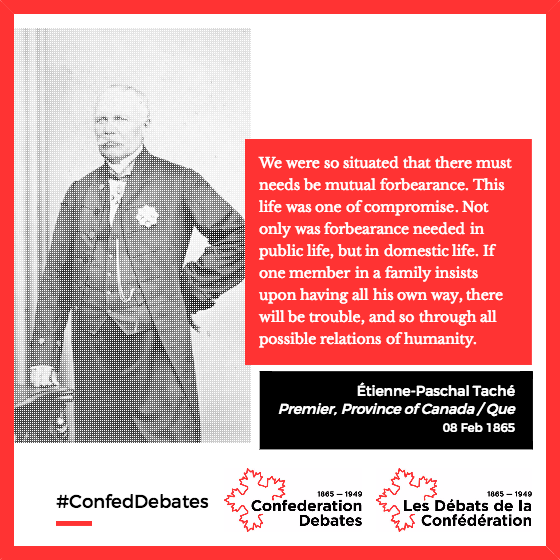 We were so situated that there must
needs be mutual forbearance. This
life was one of compromise. Not
only was forbearance needed in
public life, but in domestic life. If
one member in a family insists
upon having all his own way, there
will be trouble, and so through all
possible relations of humanity.
Étienne-Paschal Taché
Premier, Province of Canada / Que
08 Feb 1865
#ConfedDebates
1865 — 1949
Confederation
Debates
1865 — 1949
Les Débats de la
Confédération